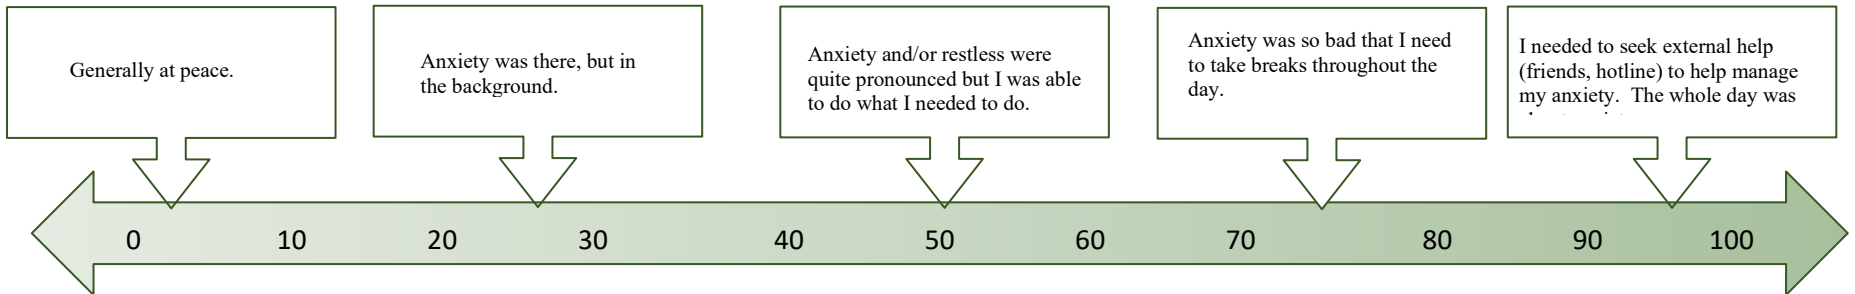 Generally at peace.
Anxiety was there, but in
the background.
Anxiety and/or restless were
quite pronounced but I was able
to do what I needed to do.
Anxiety was so bad that I need
to take breaks throughout the
day.
I needed to seek external help
(friends, hotline) to help manage
my anxiety.  The whole day was
0 10 20 30 40 50 60 70 80 90 100